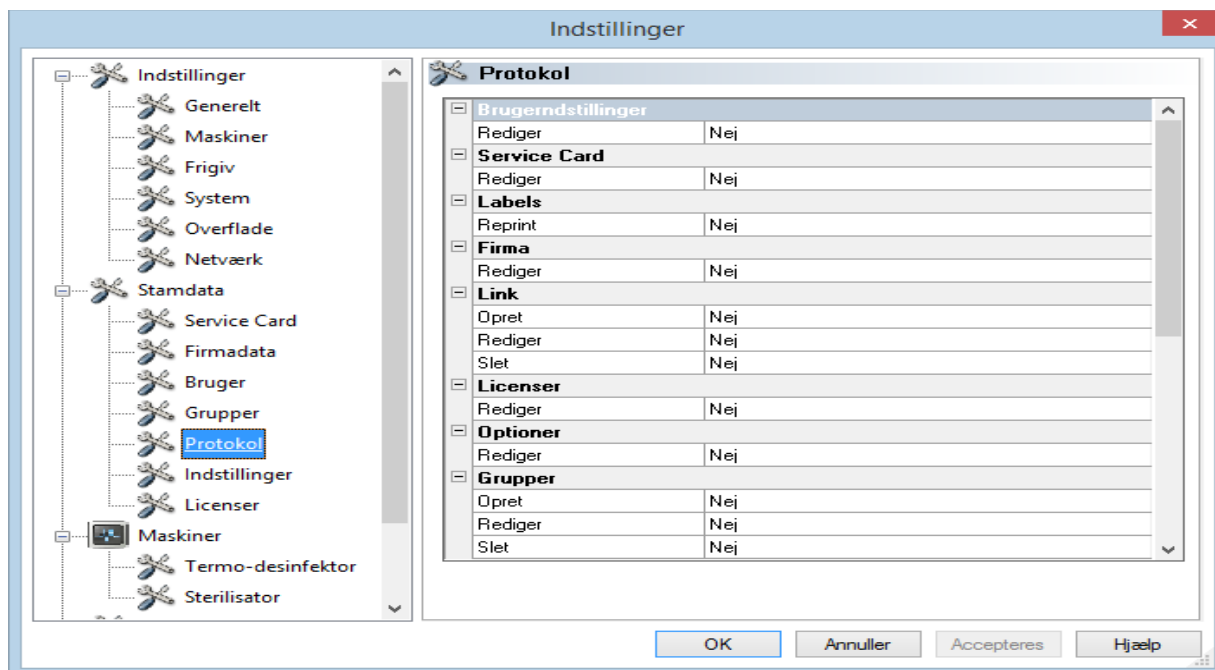 Indstillinger
Indstillinger
Generelt
Maskiner
Frigiv
System
Overflade
Netværk
Stamdata
Service Card
Firmadata
Bruger
Grupper
Protokol
Indstillinger
Licenser
Maskiner
Termo-desinfektor
Sterilisator
Protokol
Brugerndstillinger
Rediger Nej
Service Card
Rediger Nej
Labels
Reprint Nej
Firma
Rediger Nej
Link
Opret Nej
Rediger Nej
Slet Nej
Licenser
Rediger Nej
Optioner
Rediger Nej
Grupper
Opret Nej
Rediger Nej
Slet Nej
OK Annuller Accepteres Hjælp